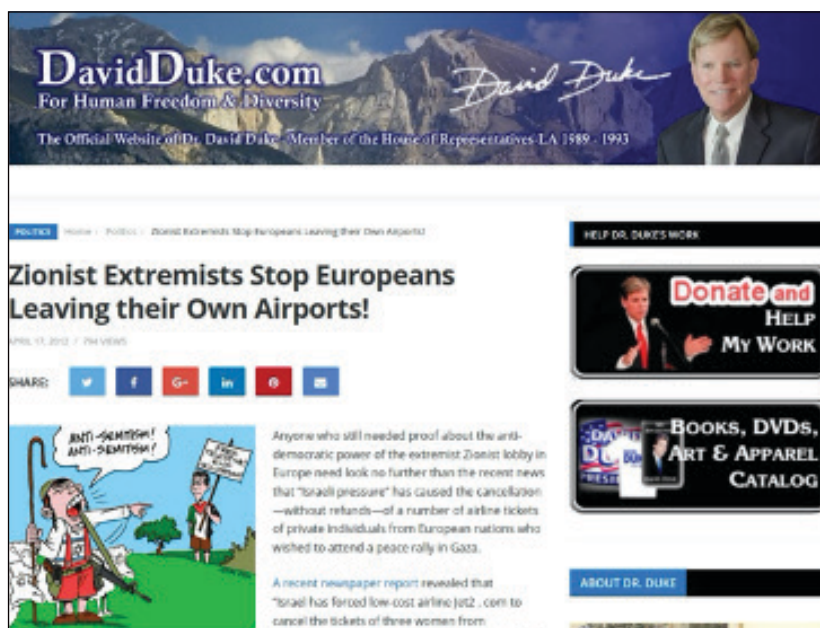 DavidDuke.com
For Human Freedom & Diversity
David Duke
The Official Website of Dr. David Duke - Member of the House of Representatives-LA 1989 - 1993
POLITICS Home Politics Zionist Extremists Stop Europeans Leaving their Own Airports!
Zionist Extremists Stop Europeans
Leaving their Own Airports!
APRIL 17, 2012 / 794 VIEWS
SHARE:
ANTI-SEMITISM!
ANTI-SEMITISM!
Anyone who still needed proof about the anti-
democratic power of the extremist Zionist lobby in
Europe need look no further than the recent news
that "Israeli pressure" has caused the cancellation
—without refunds—of a number of airline tickets
of private individuals from European nations who
wished to attend a peace rally in Gaza.
A recent newspaper report revealed that
"Israel has forced low-cost airline Jet2 . com to
cancel the tickets of three women from
HELP DR. DUKE'S WORK
Donate and
HELP
MY WORK
BOOKS, DVDS,
ART & APPAREL
CATALOG
ABOUT DR. DUKE